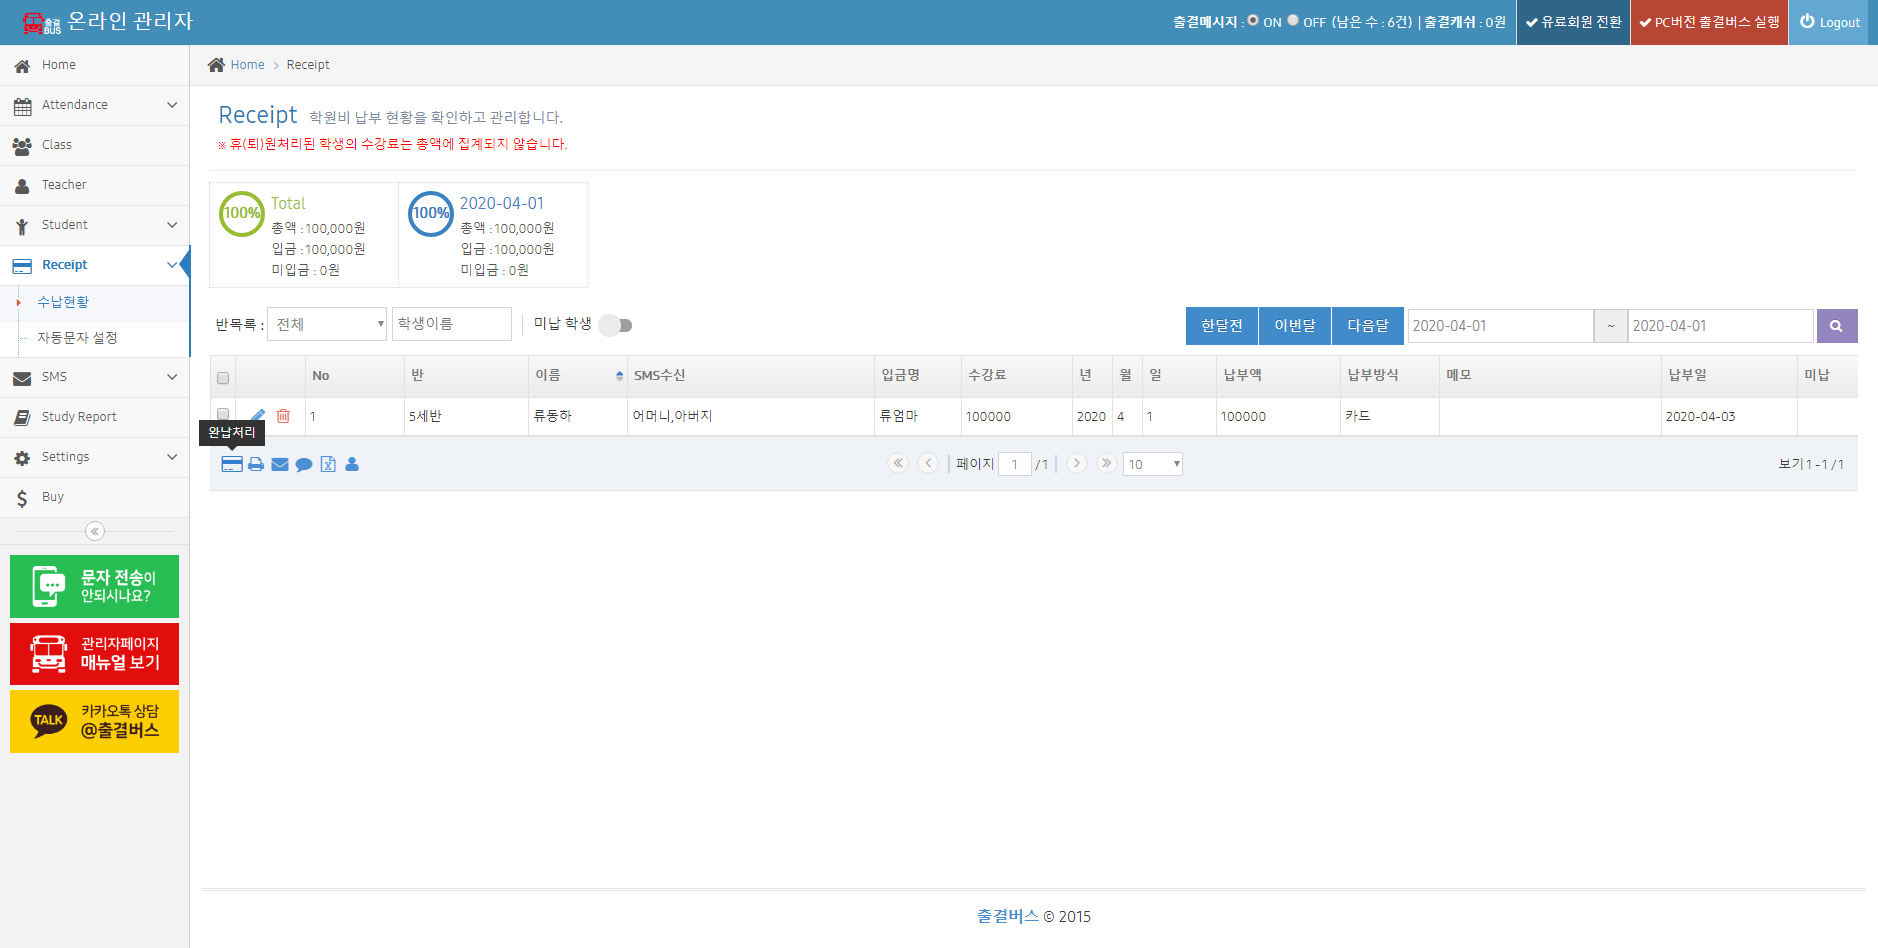 출결 BUS 온라인 관리자
출결메시지 : ON OFF (남은 수 : 6건) | 출결캐쉬 : 0원
유료회원 전환
PC버전 출결버스 실행
Logout
Home
Attendance
Class
Teacher
Student
Receipt
수납현황
자동문자 설정
SMS
Study Report
Settings
Buy
문자 전송이
안되시나요?
관리자페이지
매뉴얼 보기
TALK
카카오톡 상담
@출결버스
Home > Receipt
Receipt 학원비 납부 현황을 확인하고 관리합니다.
※ 휴(퇴)원처리된 학생의 수강료는 총액에 집계되지 않습니다.
100% Total
총액 : 100,000원
입금 : 100,000원
미입금 : 0원
100% 2020-04-01
총액 : 100,000원
입금 : 100,000원
미입금 : 0원
반목록 : 전체 학생이름 미납 학생
한달전 이번달 다음달 2020-04-01 ~ 2020-04-01
No 반 이름 SMS수신 입금명 수강료 년 월 일 납부액 납부방식 메모 납부일 미납
1 5세반 류동하 어머니,아버지 류엄마 100000 2020 4 1 100000 카드 2020-04-03
완납처리
페이지 1 / 1 10 보기 1 - 1 / 1
출결버스 © 2015